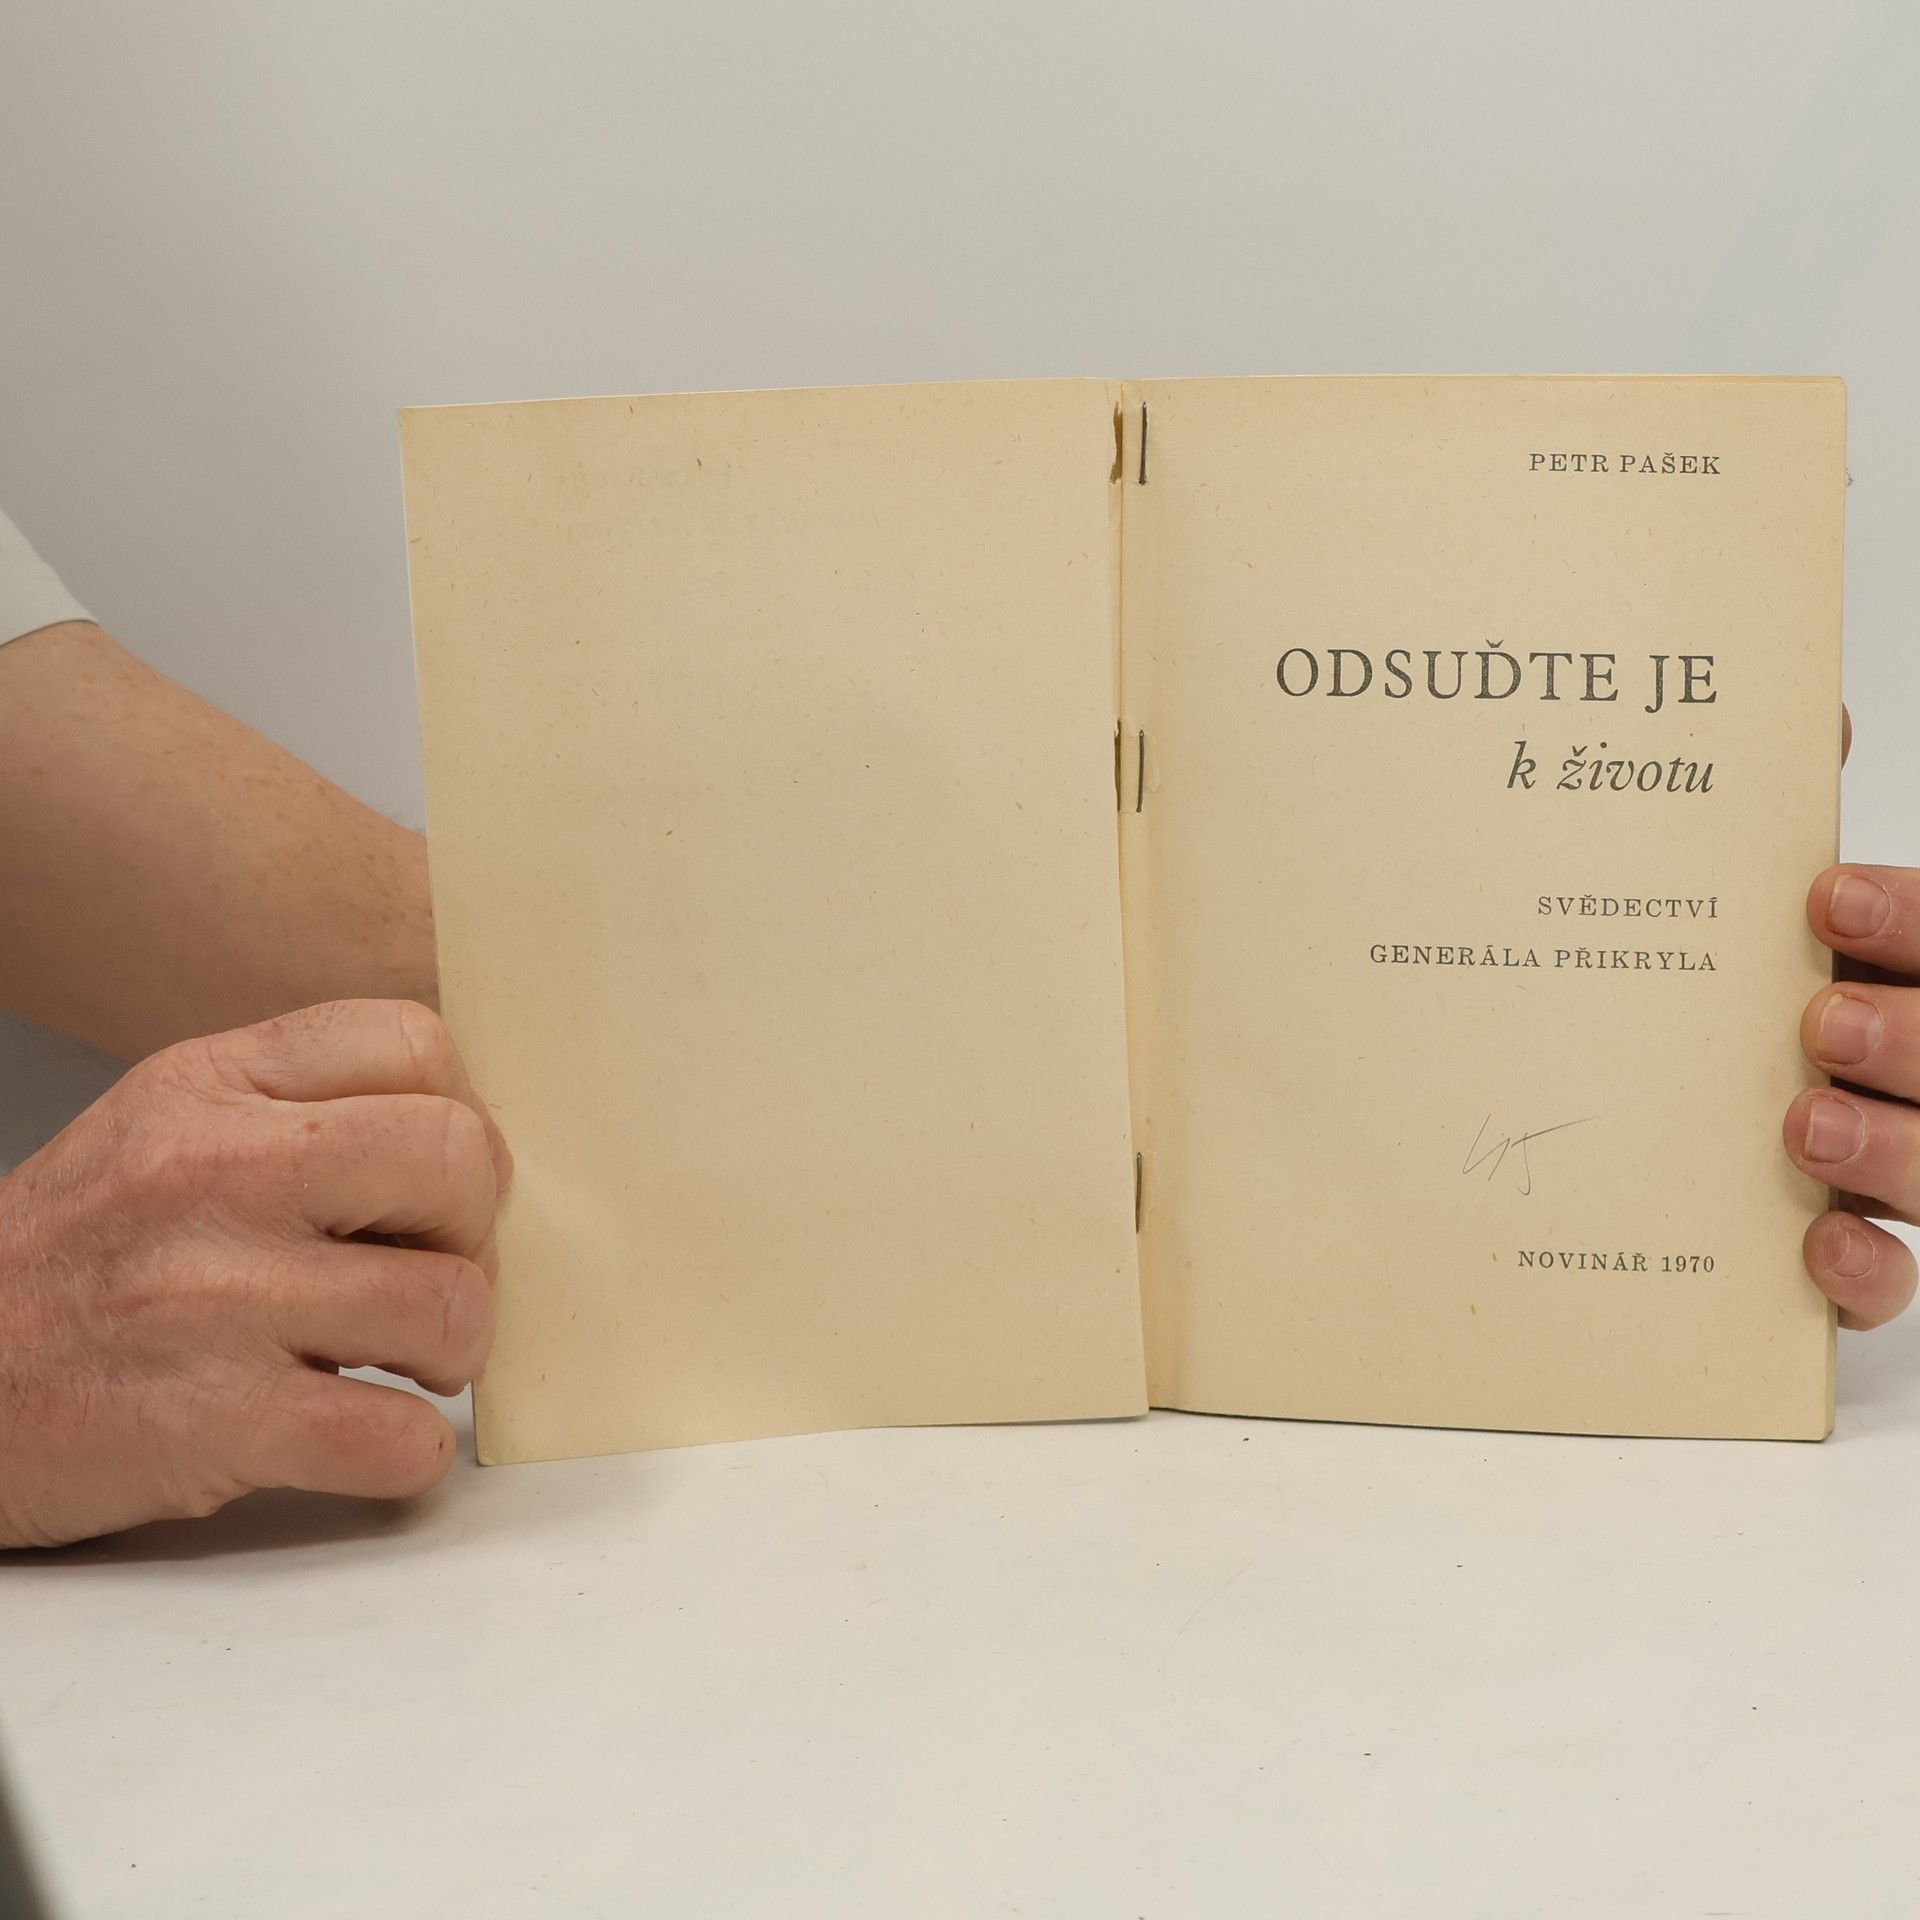 PETR PAŠEK
ODSUĎTE JE
k životu
SVĚDECTVÍ
GENERÁLA PŘIKRYLA
NOVINÁŘ 1970